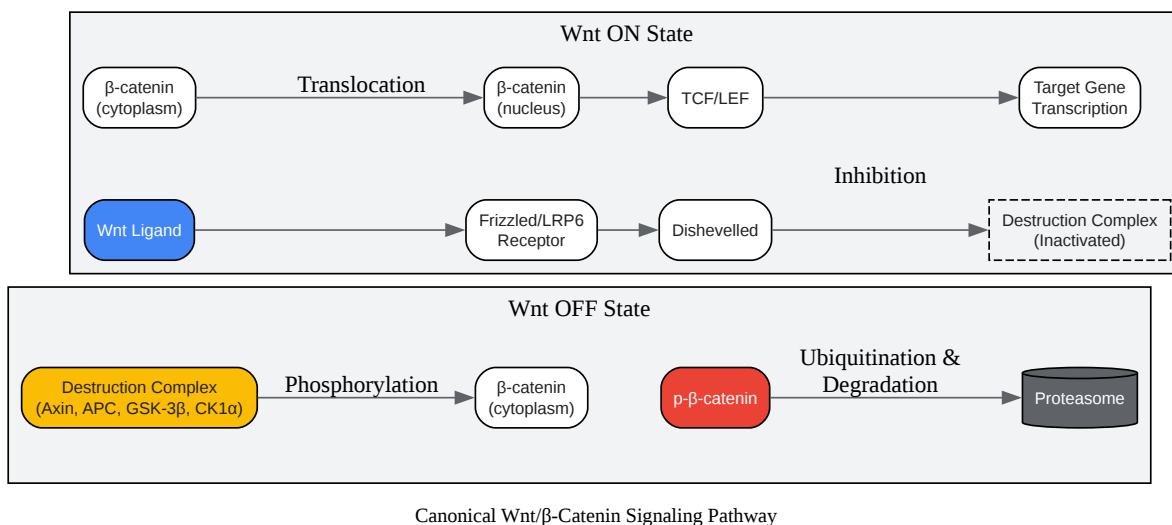 Wnt ON State
β-catenin
(cytoplasm)
Translocation
β-catenin
(nucleus)
TCF/LEF
Target Gene
Transcription
Wnt Ligand
Frizzled/LRP6
Receptor
Dishevelled
Inhibition
Destruction Complex
(Inactivated)
Wnt OFF State
Destruction Complex
(Axin, APC, GSK-3β, CK1α)
Phosphorylation
β-catenin
(cytoplasm)
p-β-catenin
Ubiquitination &
Degradation
Proteasome
Canonical Wnt/β-Catenin Signaling Pathway